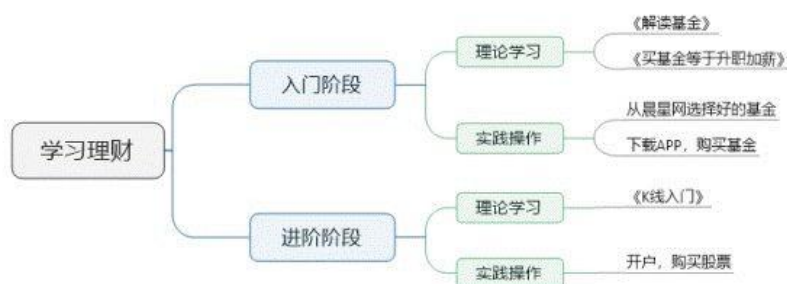 学习理财
入门阶段
理论学习
《解读基金》
《买基金等于升职加薪》
实践操作
从晨星网选择好的基金
下载APP，购买基金
进阶阶段
理论学习
《K线入门》
实践操作
开户，购买股票